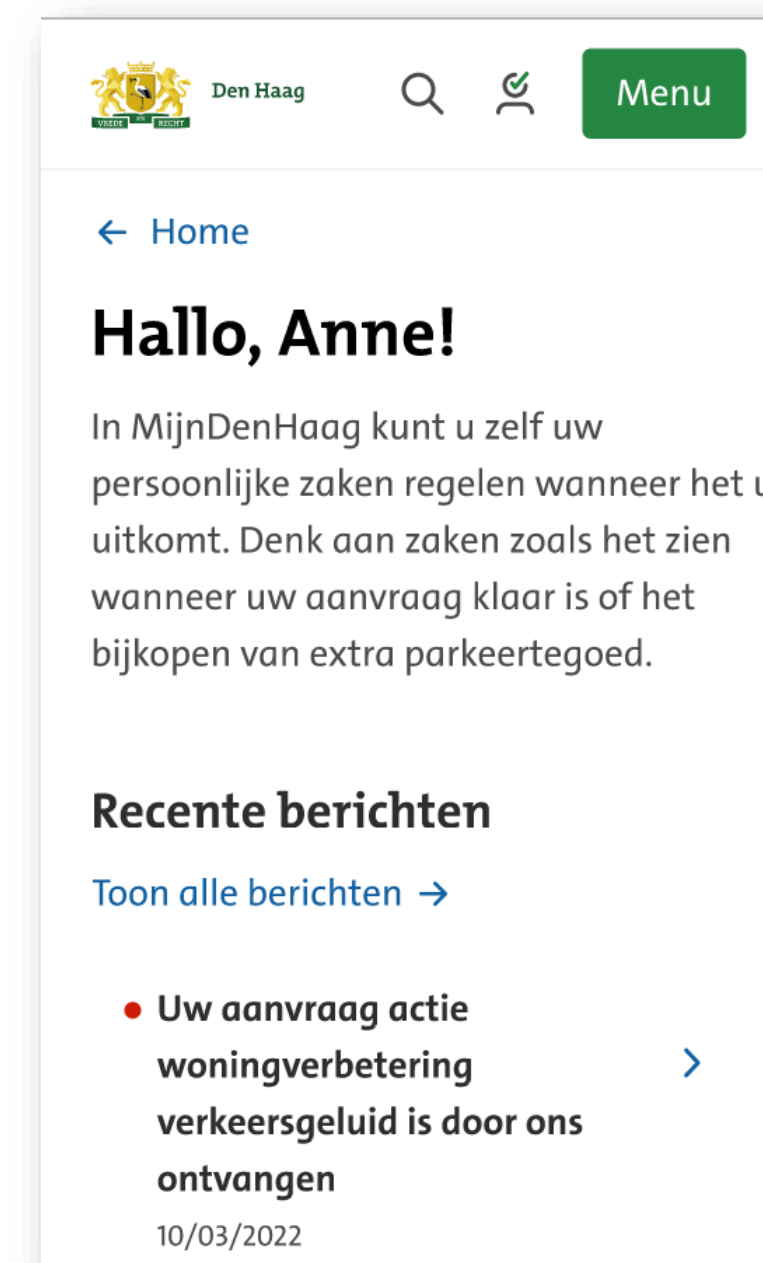 VREDE EN RECHT
Den Haag
Menu
← Home
Hallo, Anne!
In MijnDenHaag kunt u zelf uw
persoonlijke zaken regelen wanneer het u
uitkomt. Denk aan zaken zoals het zien
wanneer uw aanvraag klaar is of het
bijkopen van extra parkeertegoed.
Recente berichten
Toon alle berichten →
Uw aanvraag actie
woningverbetering
verkeersgeluid is door ons
ontvangen
10/03/2022